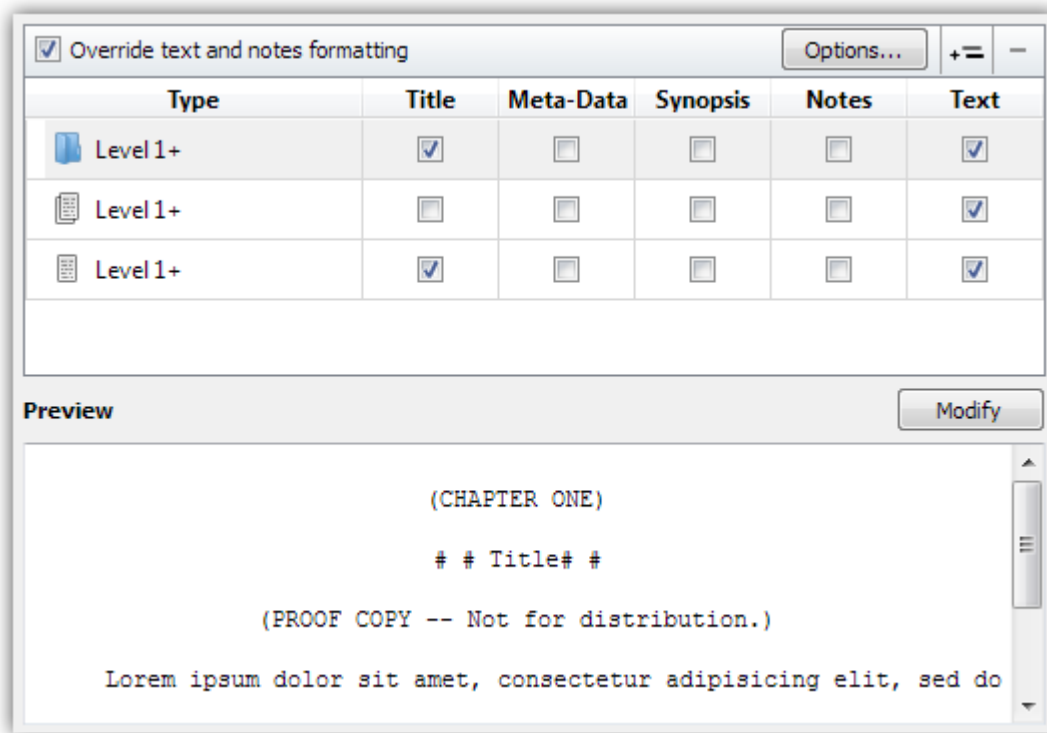 Override text and notes formatting Options...
Type Title Meta-Data Synopsis Notes Text
Level 1+
Level 1+
Level 1+
Preview Modify
(CHAPTER ONE)
# # Title# #
(PROOF COPY -- Not for distribution.)
Lorem ipsum dolor sit amet, consectetur adipisicing elit, sed do